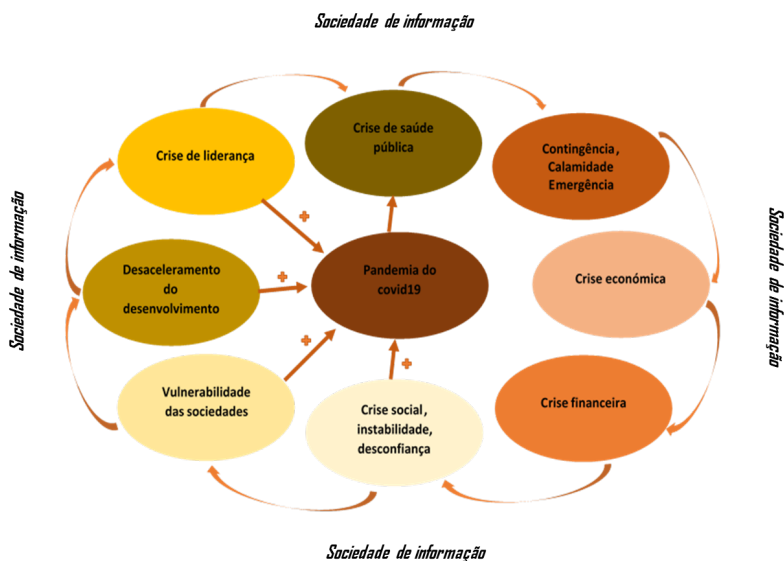 Sociedade de informação
Crise de liderança
Crise de saúde
pública
Contingência,
Calamidade
Emergência
+
Sociedade de informação
Desaceleramento
do
desenvolvimento
+
Pandemia do
covid19
Crise económica
Sociedade de informação
+
+
Vulnerabilidade
das sociedades
Crise social,
instabilidade,
desconfiança
Crise financeira
Sociedade de informação